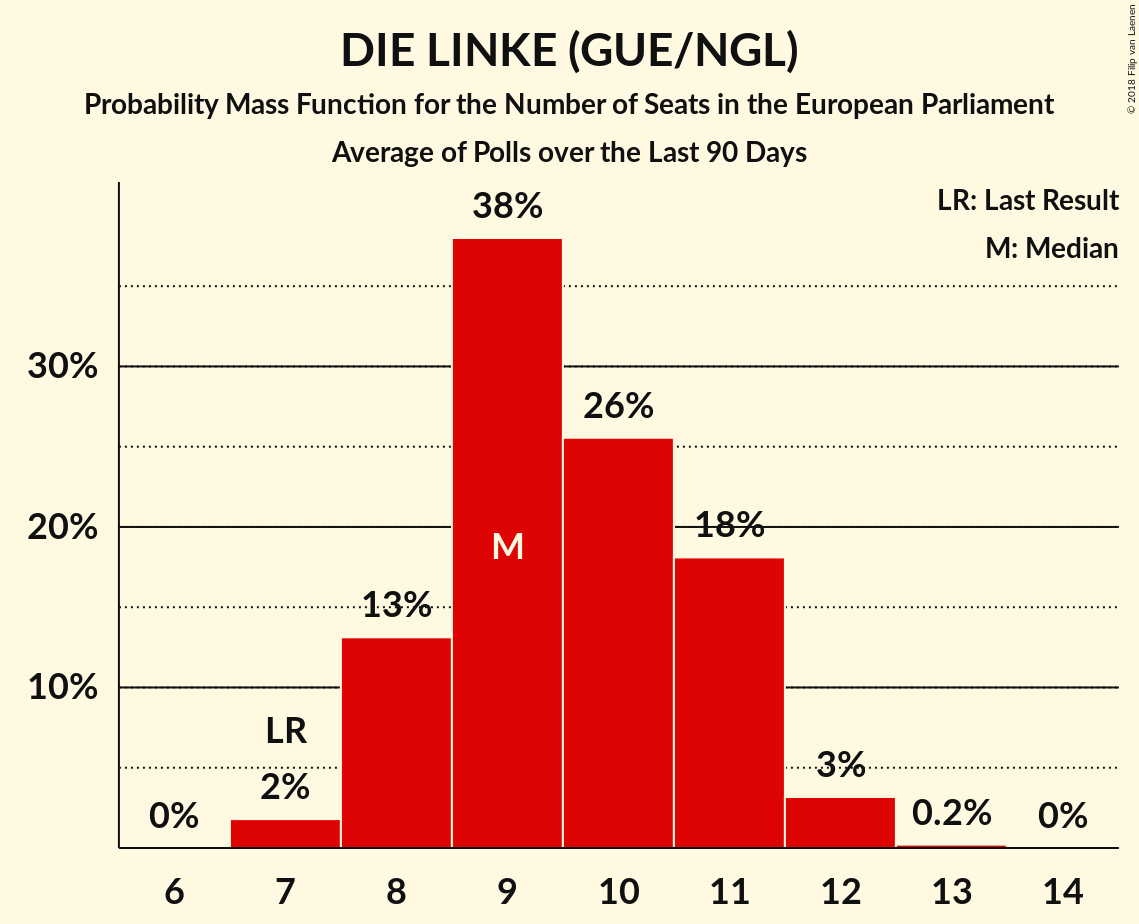 DIE LINKE (GUE/NGL)
Probability Mass Function for the Number of Seats in the European Parliament
Average of Polls over the Last 90 Days
© 2018 Filip van Laenen
LR: Last Result
M: Median
38%
30%
26%
20%
18%
M
13%
10%
LR
2%
3%
0%
0.2%
0%
6 7 8 9 10 11 12 13 14